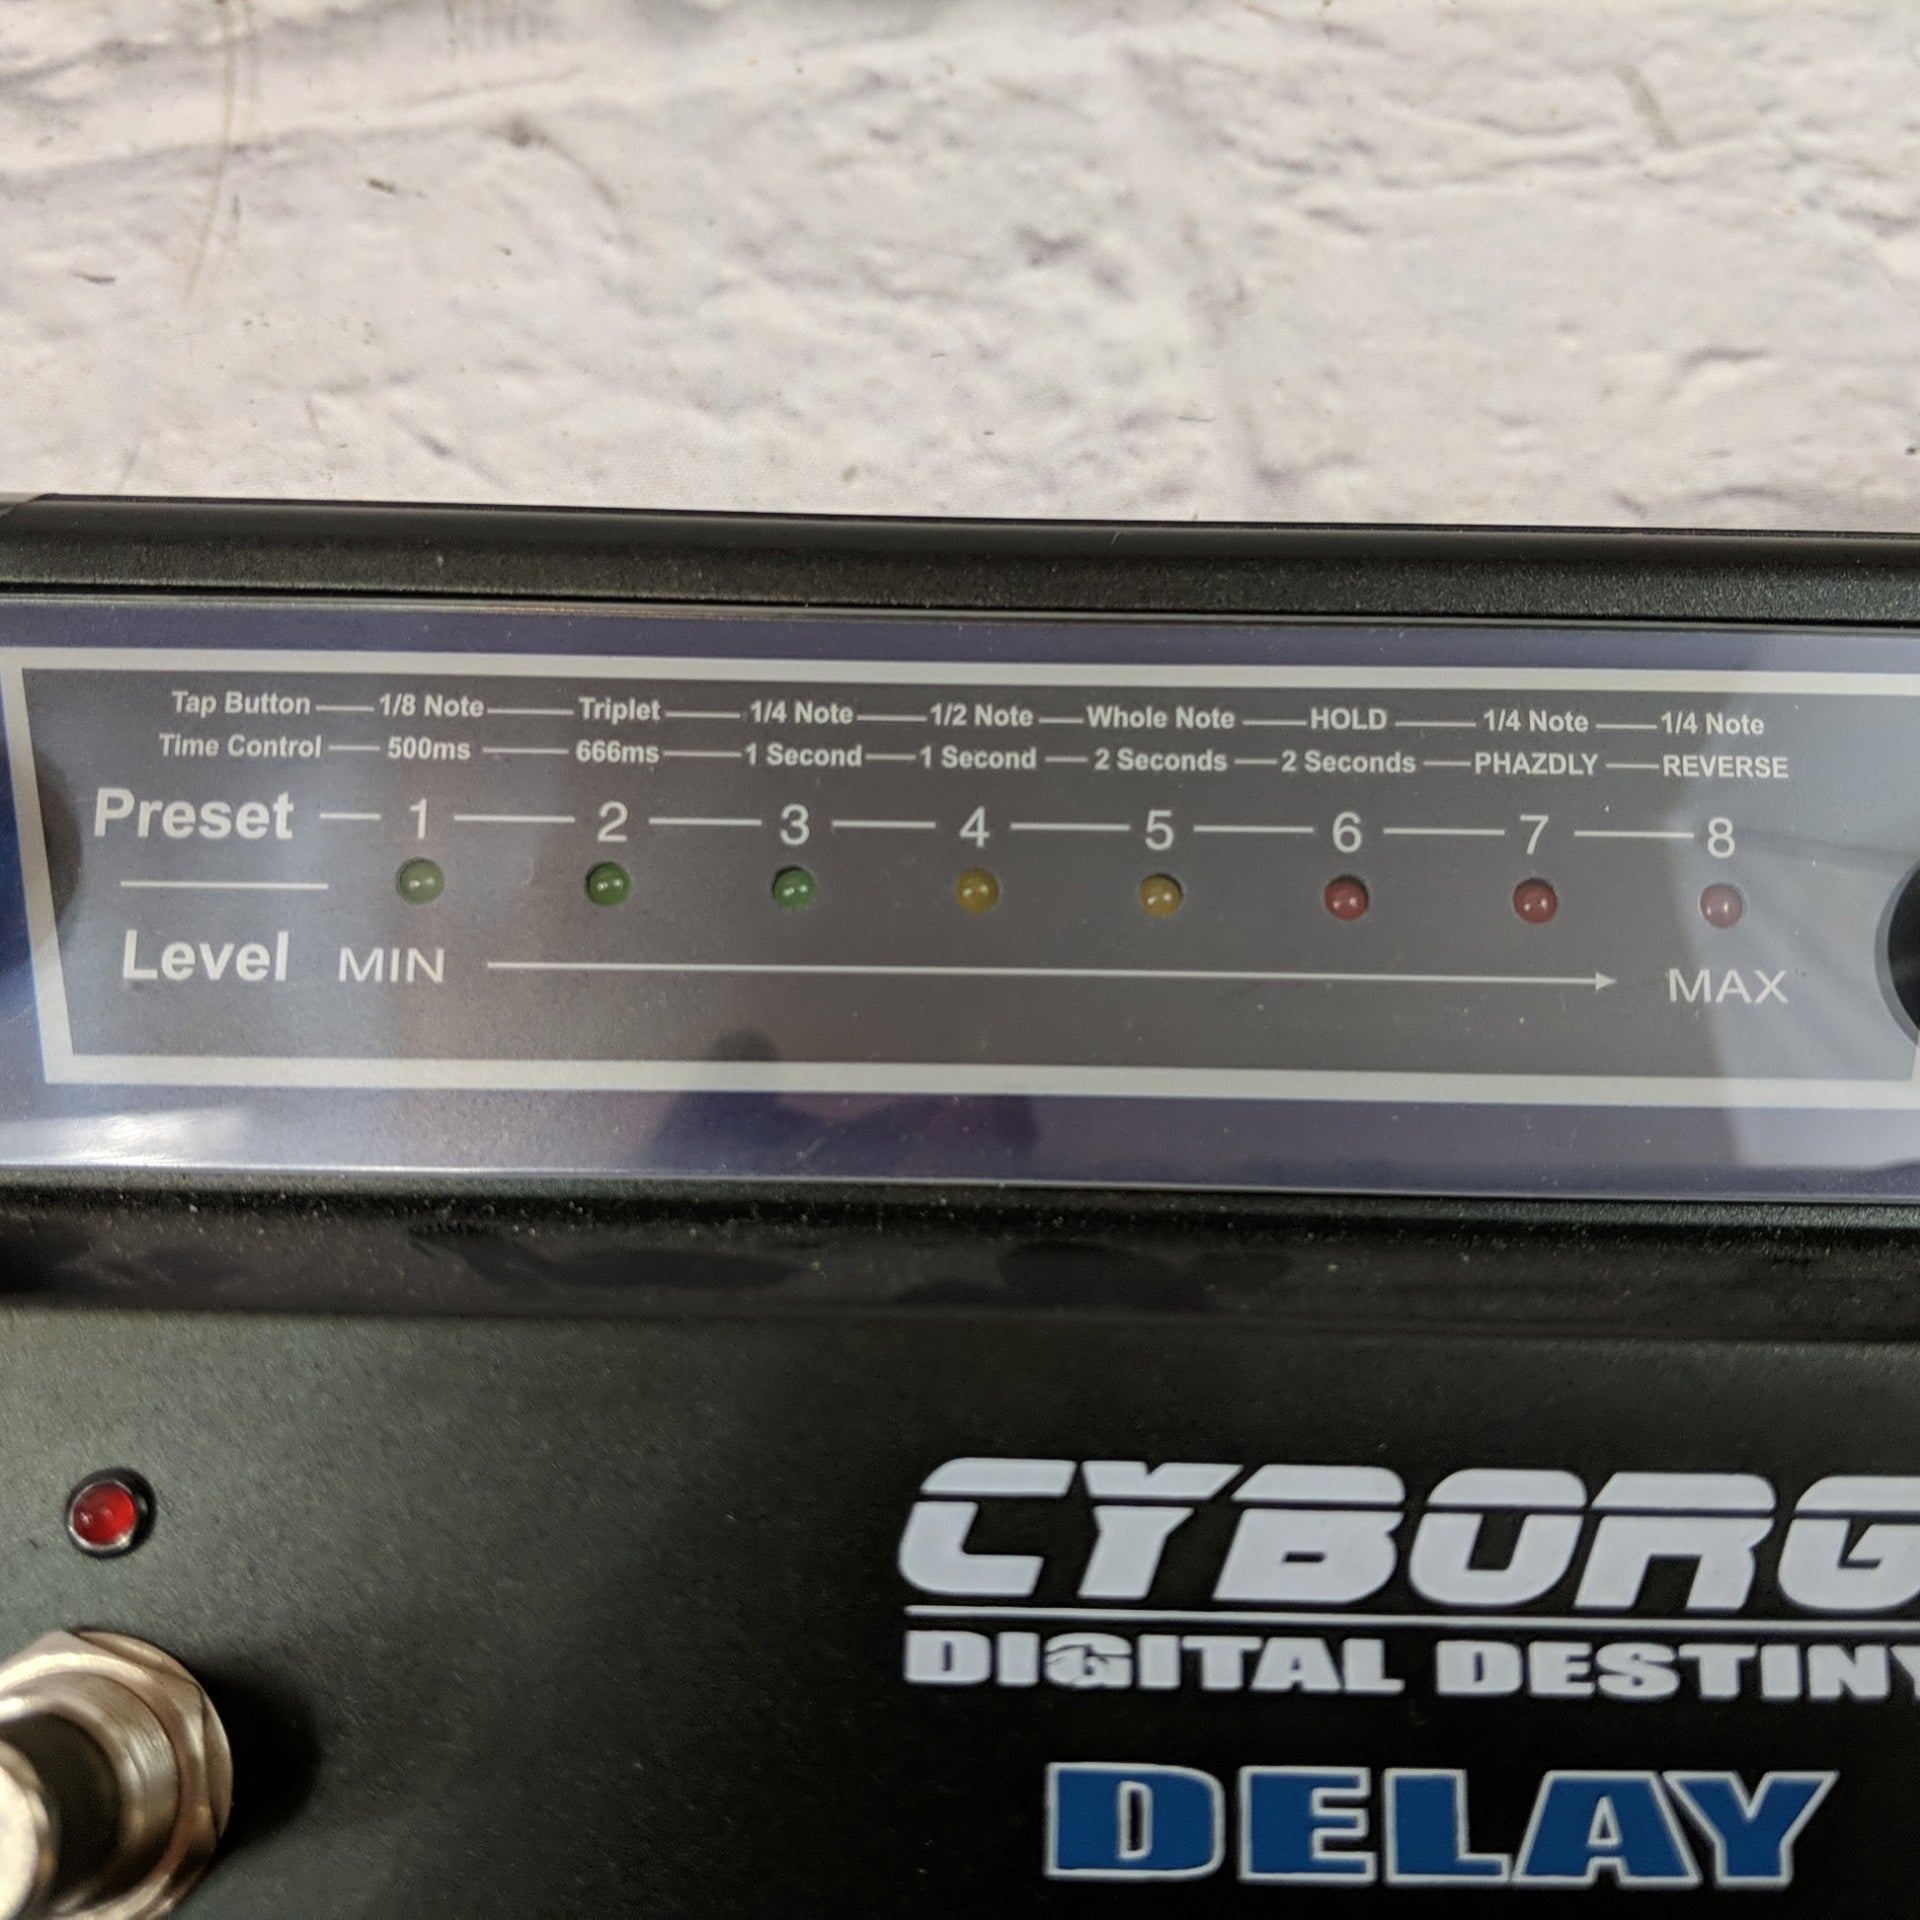 Tap Button 1/8 Note Triplet 1/4 Note 1/2 Note Whole Note HOLD 1/4 Note 1/4 Note
Time Control 500ms 666ms 1 Second 1 Second 2 Seconds 2 Seconds PHAZDLY REVERSE
Preset 1 2 3 4 5 6 7 8
Level MIN MAX
CYBORG
DIGITAL DESTINY
DELAY